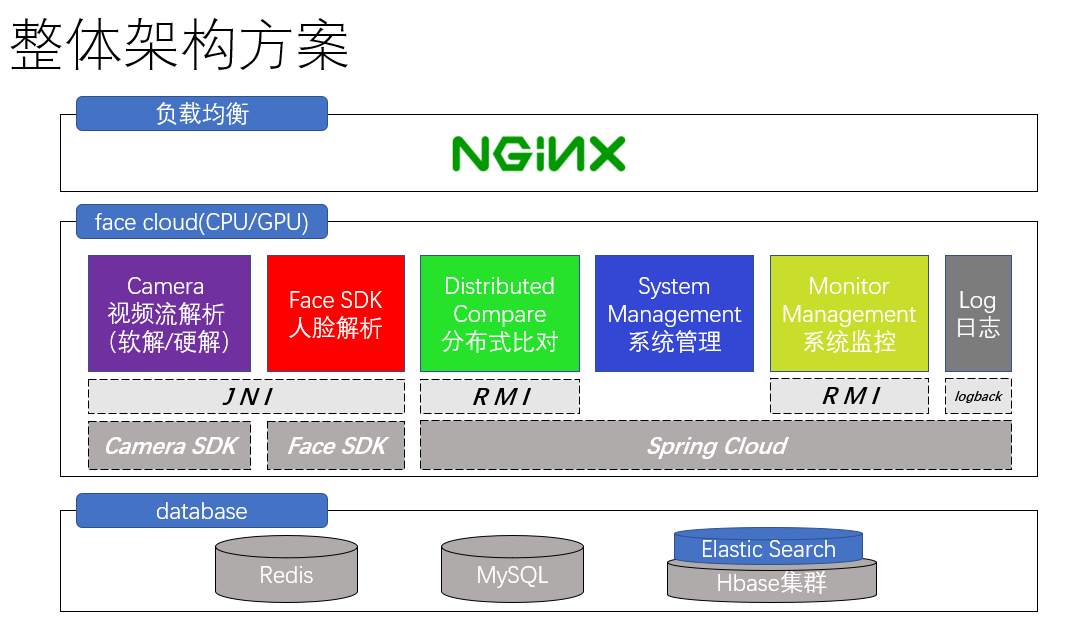 整体架构方案
负载均衡
NGINX
face cloud(CPU/GPU)
Camera
视频流解析
（软解/硬解）
Face SDK
人脸解析
Distributed
Compare
分布式比对
System
Management
系统管理
Monitor
Management
系统监控
Log
日志
JNI
RMI
RMI
logback
Camera SDK
Face SDK
Spring Cloud
database
Redis
MySQL
Elastic Search
Hbase集群